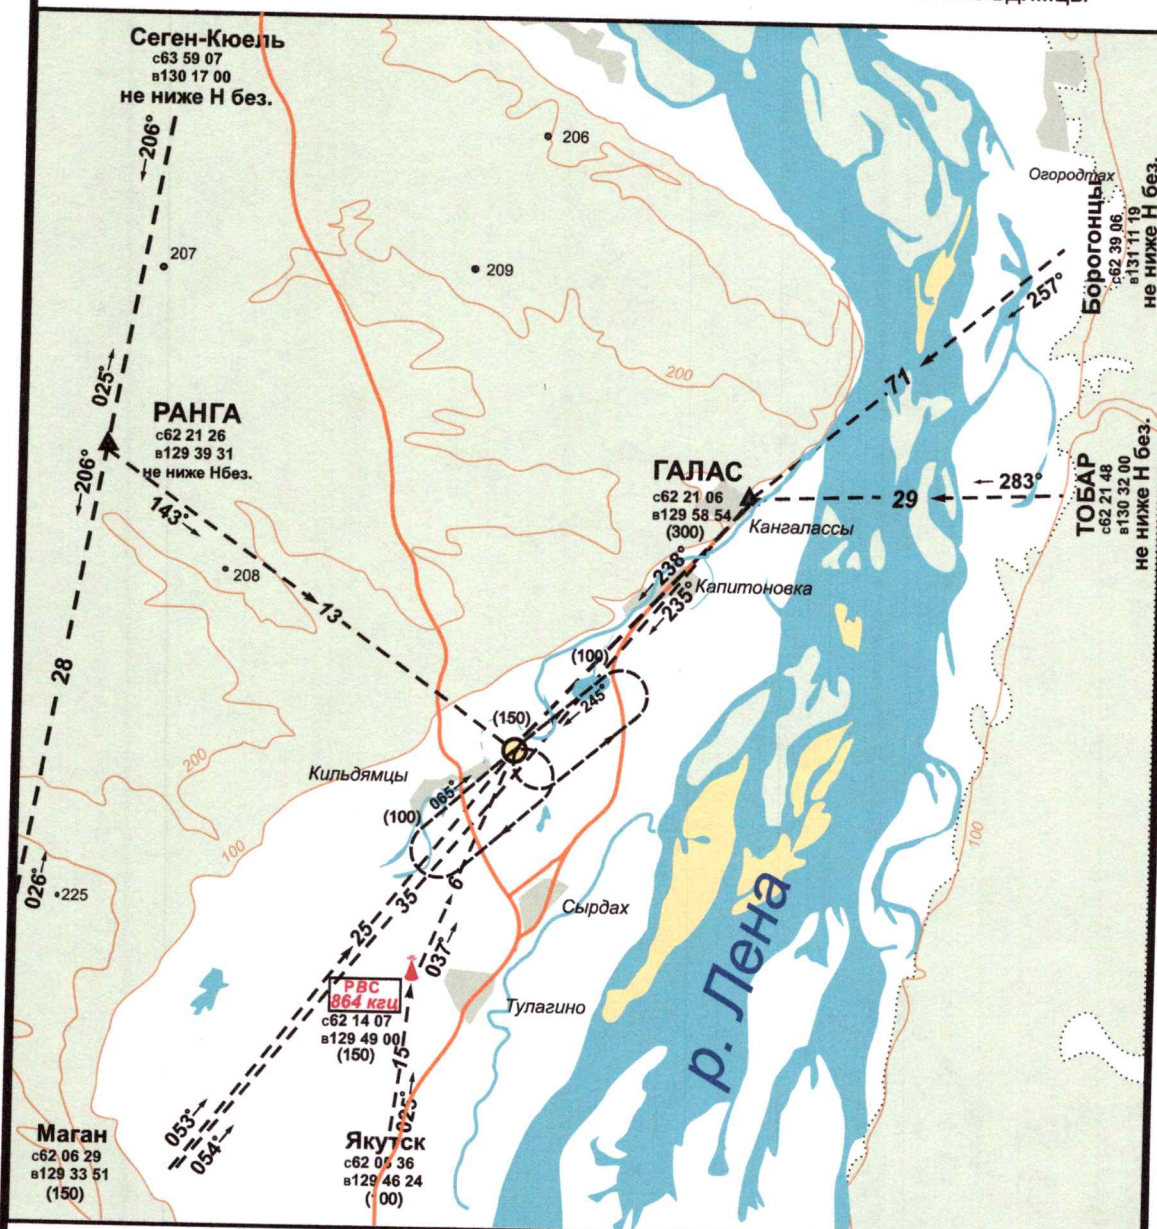 Сеген-Кюель
с63 59 07
в130 17 00
не ниже Н без.
206°
206
Огородтах
Борогонцы
с62 39 06
в131 11 19
не ниже Н без.
207
209
257°
025°
200
71
РАНГА
с62 21 26
в129 39 31
не ниже Нбез.
206°
ГАЛАС
с62 21 06
в129 58 54
(300)
283°
29
ТОБАР
с62 21 48
в130 32 00
не ниже Н без.
143°
Кангалассы
208
238°
Капитоновка
235°
13
28
(100)
245°
(150)
200
Кильдямцы
065°
(100)
100
100
026°
225
6
35
25
Сырдах
037°
р. Лена
РВС
864 кгц
с62 14 07
в129 49 00
(150)
Тулагино
15
025°
053°
054°
Маган
с62 06 29
в129 33 51
(150)
Якутск
с62 05 36
в129 46 24
(100)